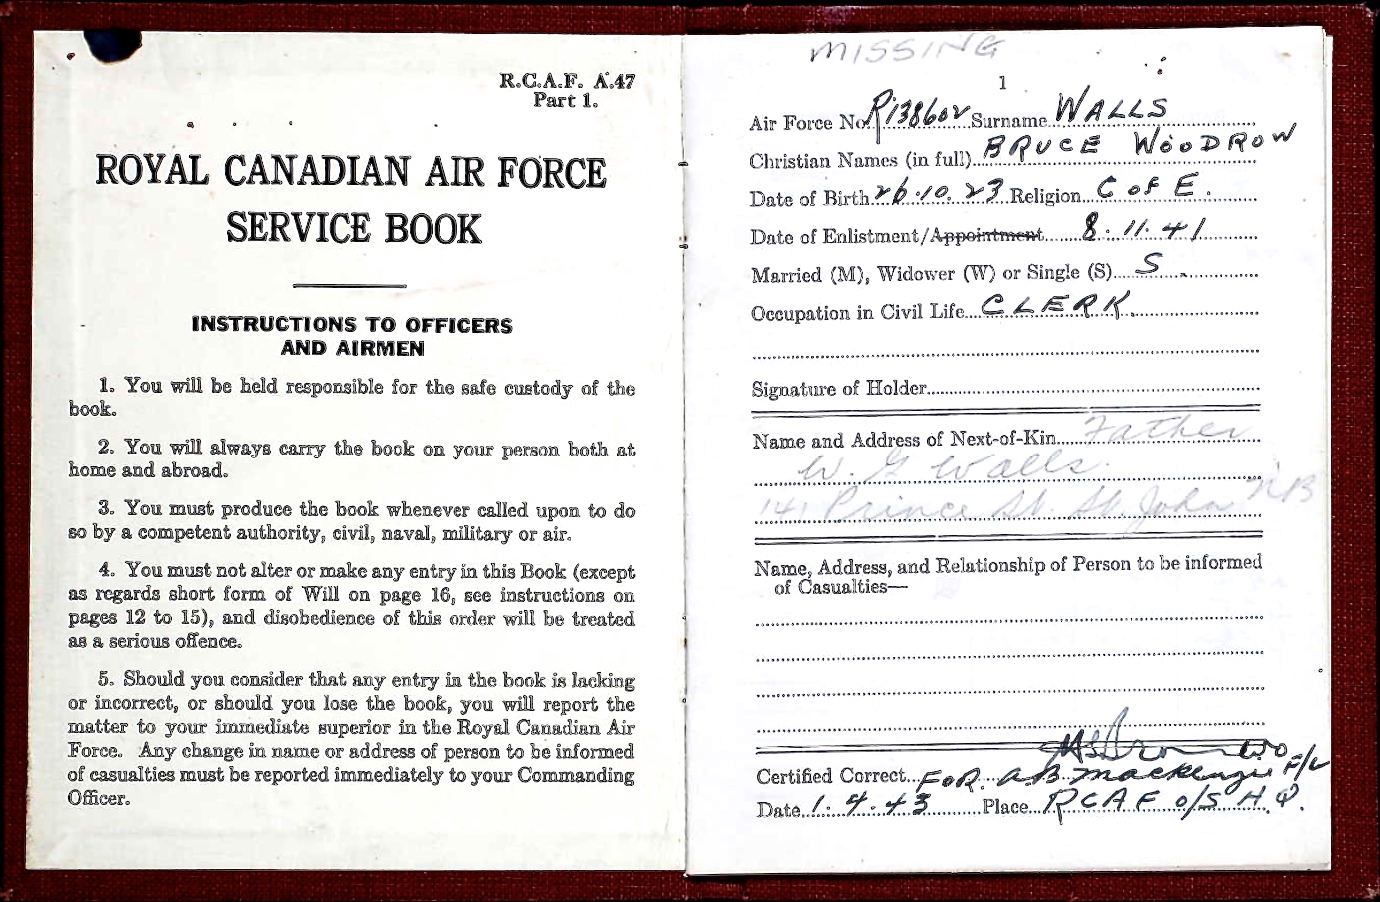 R.C.A.F. A.47
Part 1.
ROYAL CANADIAN AIR FORCE
SERVICE BOOK
INSTRUCTIONS TO OFFICERS
AND AIRMEN
1. You will be held responsible for the safe custody of the
book.
2. You will always carry the book on your person both at
home and abroad.
3. You must produce the book whenever called upon to do
so by a competent authority, civil, naval, military or air.
4. You must not alter or make any entry in this Book (except
as regards short form of Will on page 16, see instructions on
pages 12 to 15), and disobedience of this order will be treated
as a serious offence.
5. Should you consider that any entry in the book is lacking
or incorrect, or should you lose the book, you will report the
matter to your immediate superior in the Royal Canadian Air
Force. Any change in name or address of person to be informed
of casualties must be reported immediately to your Commanding
Officer.
MISSING
1
Air Force No. R138602 Surname WALLS
Christian Names (in full) BRUCE WOODROW
Date of Birth 26.10.23 Religion C of E.
Date of Enlistment/Appointment 8.11.41
Married (M), Widower (W) or Single (S) S.
Occupation in Civil Life CLERK.
Signature of Holder
Name and Address of Next-of-Kin Father
W. G Walls.
141 Prince St. St. John NB
Name, Address, and Relationship of Person to be informed
of Casualties—
WO
Certified Correct FOR. A.B. Mackenzie F/L
Date 1.4.43 Place RCAF O/S H.Q.